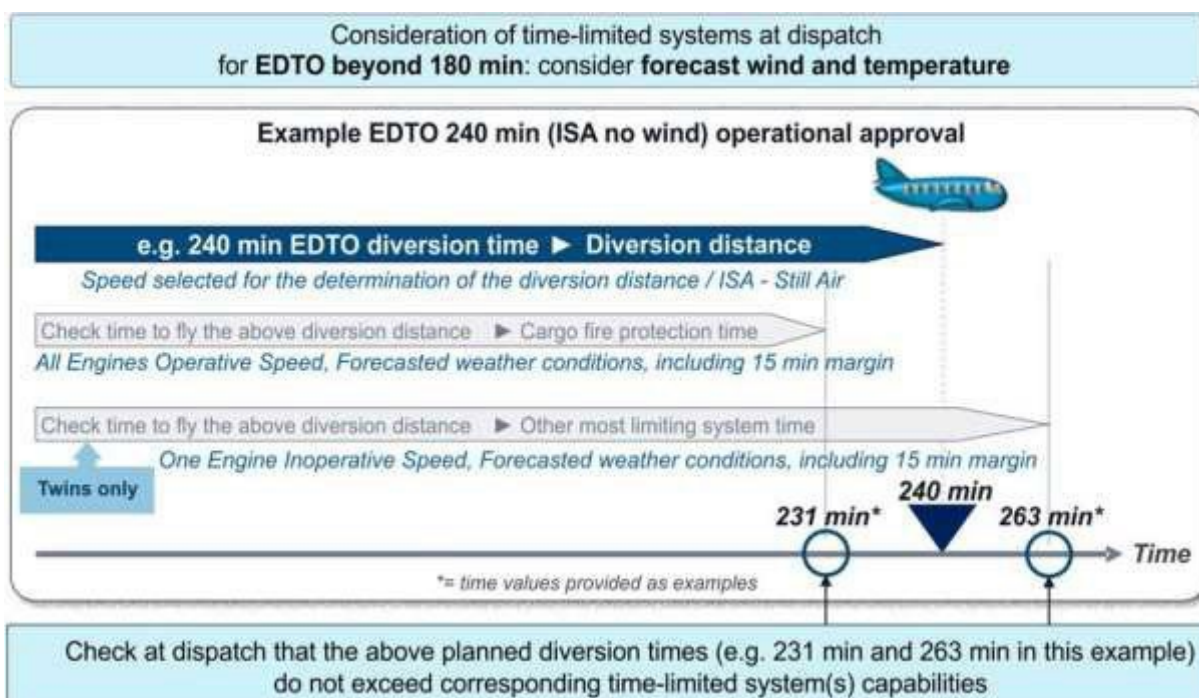 Consideration of time-limited systems at dispatch
for EDTO beyond 180 min: consider forecast wind and temperature
Example EDTO 240 min (ISA no wind) operational approval
e.g. 240 min EDTO diversion time ► Diversion distance
Speed selected for the determination of the diversion distance / ISA - Still Air
Check time to fly the above diversion distance ► Cargo fire protection time
All Engines Operative Speed, Forecasted weather conditions, including 15 min margin
Check time to fly the above diversion distance ► Other most limiting system time
One Engine Inoperative Speed, Forecasted weather conditions, including 15 min margin
Twins only
231 min*
240 min
263 min*
Time
*= time values provided as examples
Check at dispatch that the above planned diversion times (e.g. 231 min and 263 min in this example)
do not exceed corresponding time-limited system(s) capabilities